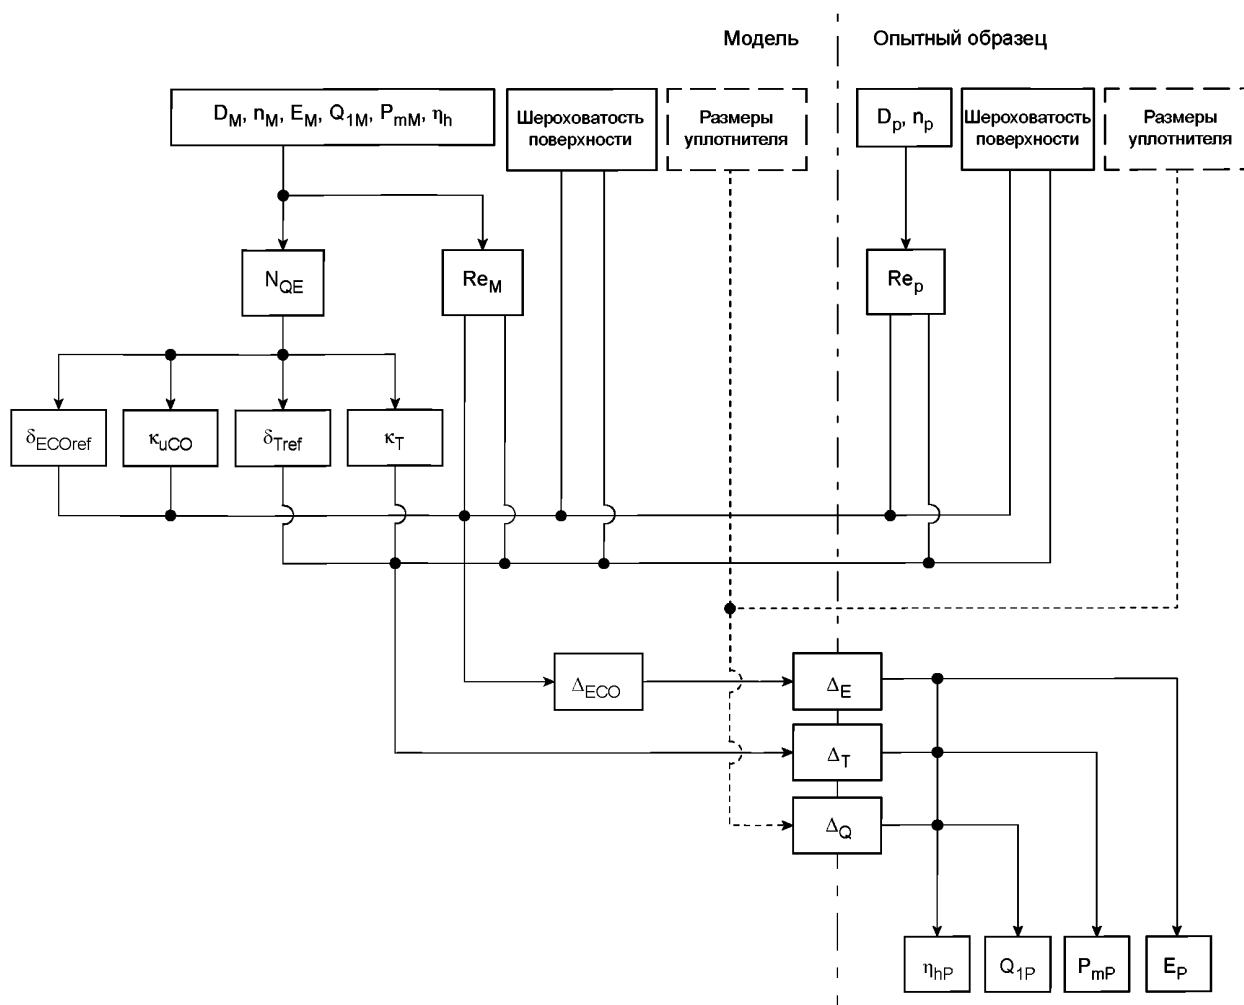 Модель
Опытный образец
D_M, n_M, E_M, Q_1M, P_mM, η_h
Шероховатость
поверхности
Размеры
уплотнителя
D_p, n_p
Шероховатость
поверхности
Размеры
уплотнителя
N_QE
Re_M
Re_p
δ_ECOref
κ_uCO
δ_Tref
κ_T
Δ_ECO
Δ_E
Δ_T
Δ_Q
η_hP
Q_1P
P_mP
E_P